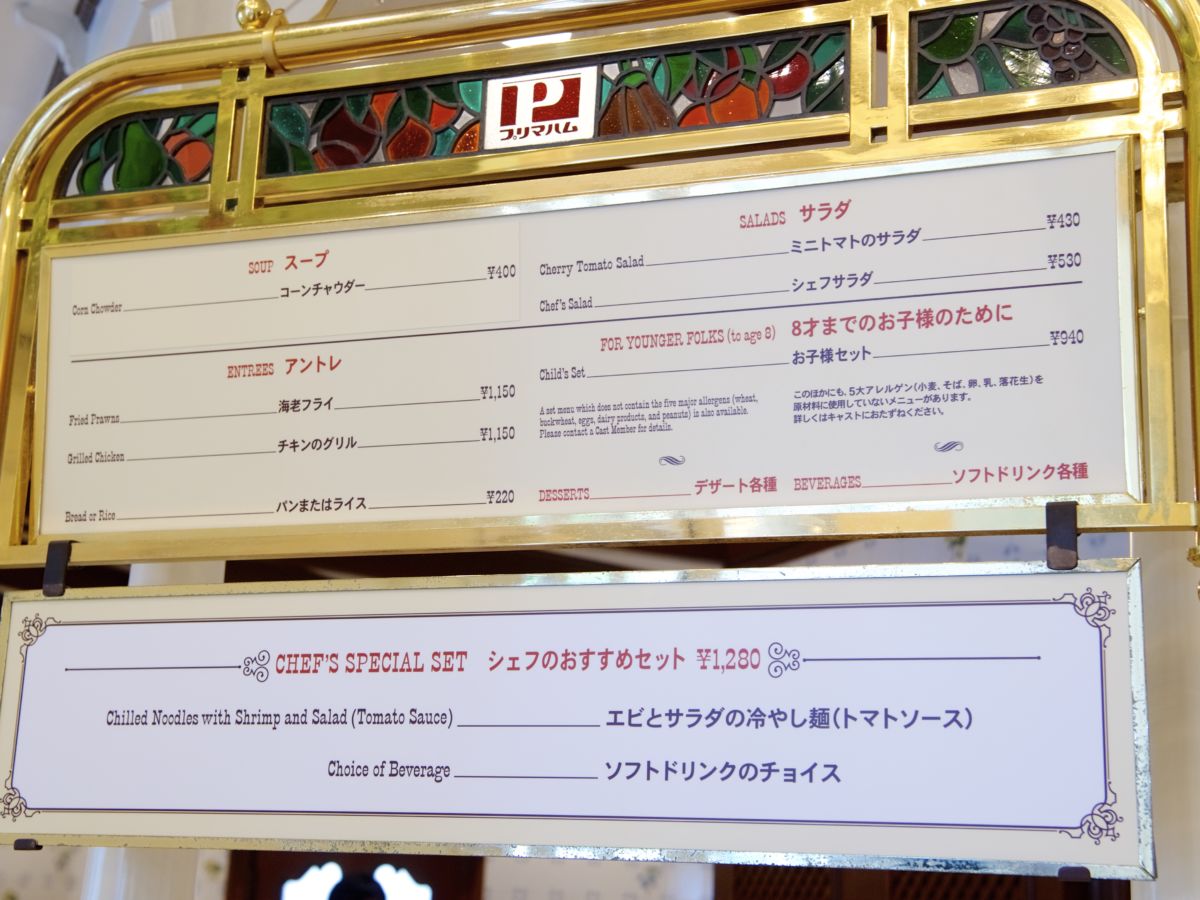 P
プリマハム
SOUP スープ
Corn Chowder コーンチャウダー ¥400
SALADS サラダ
Cherry Tomato Salad ミニトマトのサラダ ¥430
Chef's Salad シェフサラダ ¥530
ENTREES アントレ
Fried Prawns 海老フライ ¥1,150
Grilled Chicken チキンのグリル ¥1,150
Bread or Rice パンまたはライス ¥220
FOR YOUNGER FOLKS (to age 8) 8才までのお子様のために
Child's Set お子様セット ¥940
A set menu which does not contain the five major allergens (wheat,
buckwheat, eggs, dairy products, and peanuts) is also available.
Please contact a Cast Member for details.
このほかにも、5大アレルゲン(小麦、そば、卵、乳、落花生)を
原材料に使用していないメニューがあります。
詳しくはキャストにおたずねください。
DESSERTS デザート各種
BEVERAGES ソフトドリンク各種
CHEF'S SPECIAL SET シェフのおすすめセット ¥1,280
Chilled Noodles with Shrimp and Salad (Tomato Sauce) エビとサラダの冷やし麺(トマトソース)
Choice of Beverage ソフトドリンクのチョイス